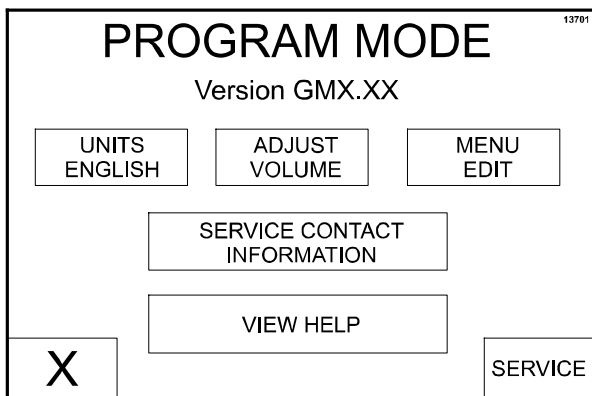 13701
PROGRAM MODE
Version GMX.XX
UNITS
ENGLISH
ADJUST
VOLUME
MENU
EDIT
SERVICE CONTACT
INFORMATION
VIEW HELP
X
SERVICE